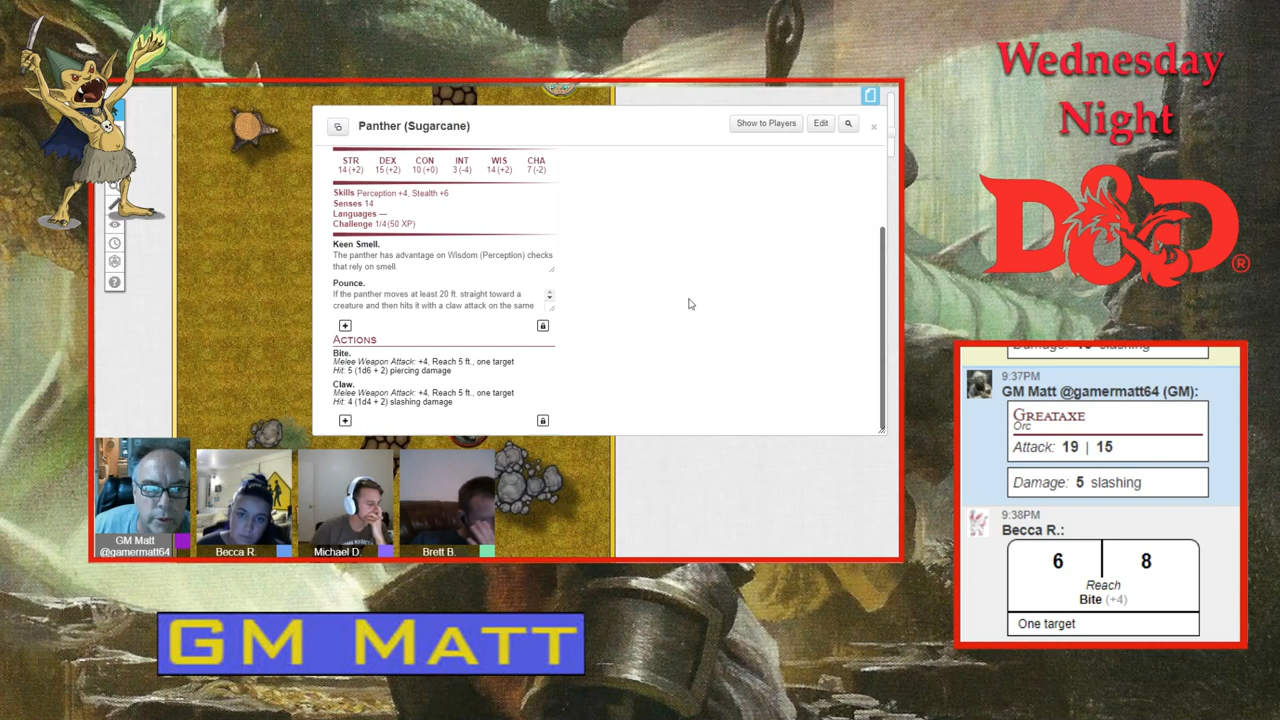 Wednesday
Night
D&D
®
Panther (Sugarcane)
Show to Players
Edit
STR DEX CON INT WIS CHA
14 (+2) 15 (+2) 10 (+0) 3 (-4) 14 (+2) 7 (-2)
Skills Perception +4, Stealth +6
Senses 14
Languages —
Challenge 1/4 (50 XP)
Keen Smell.
The panther has advantage on Wisdom (Perception) checks
that rely on smell.
Pounce.
If the panther moves at least 20 ft. straight toward a
creature and then hits it with a claw attack on the same
Actions
Bite.
Melee Weapon Attack: +4, Reach 5 ft., one target
Hit: 5 (1d6 + 2) piercing damage
Claw.
Melee Weapon Attack: +4, Reach 5 ft., one target
Hit: 4 (1d4 + 2) slashing damage
GM Matt
@gamermatt64
Becca R.
Michael D.
Brett B.
slashing
9:37PM
GM Matt @gamermatt64 (GM):
Greataxe
Orc
Attack: 19 | 15
Damage: 5 slashing
9:38PM
Becca R.:
6 8
Reach
Bite (+4)
One target
GM Matt